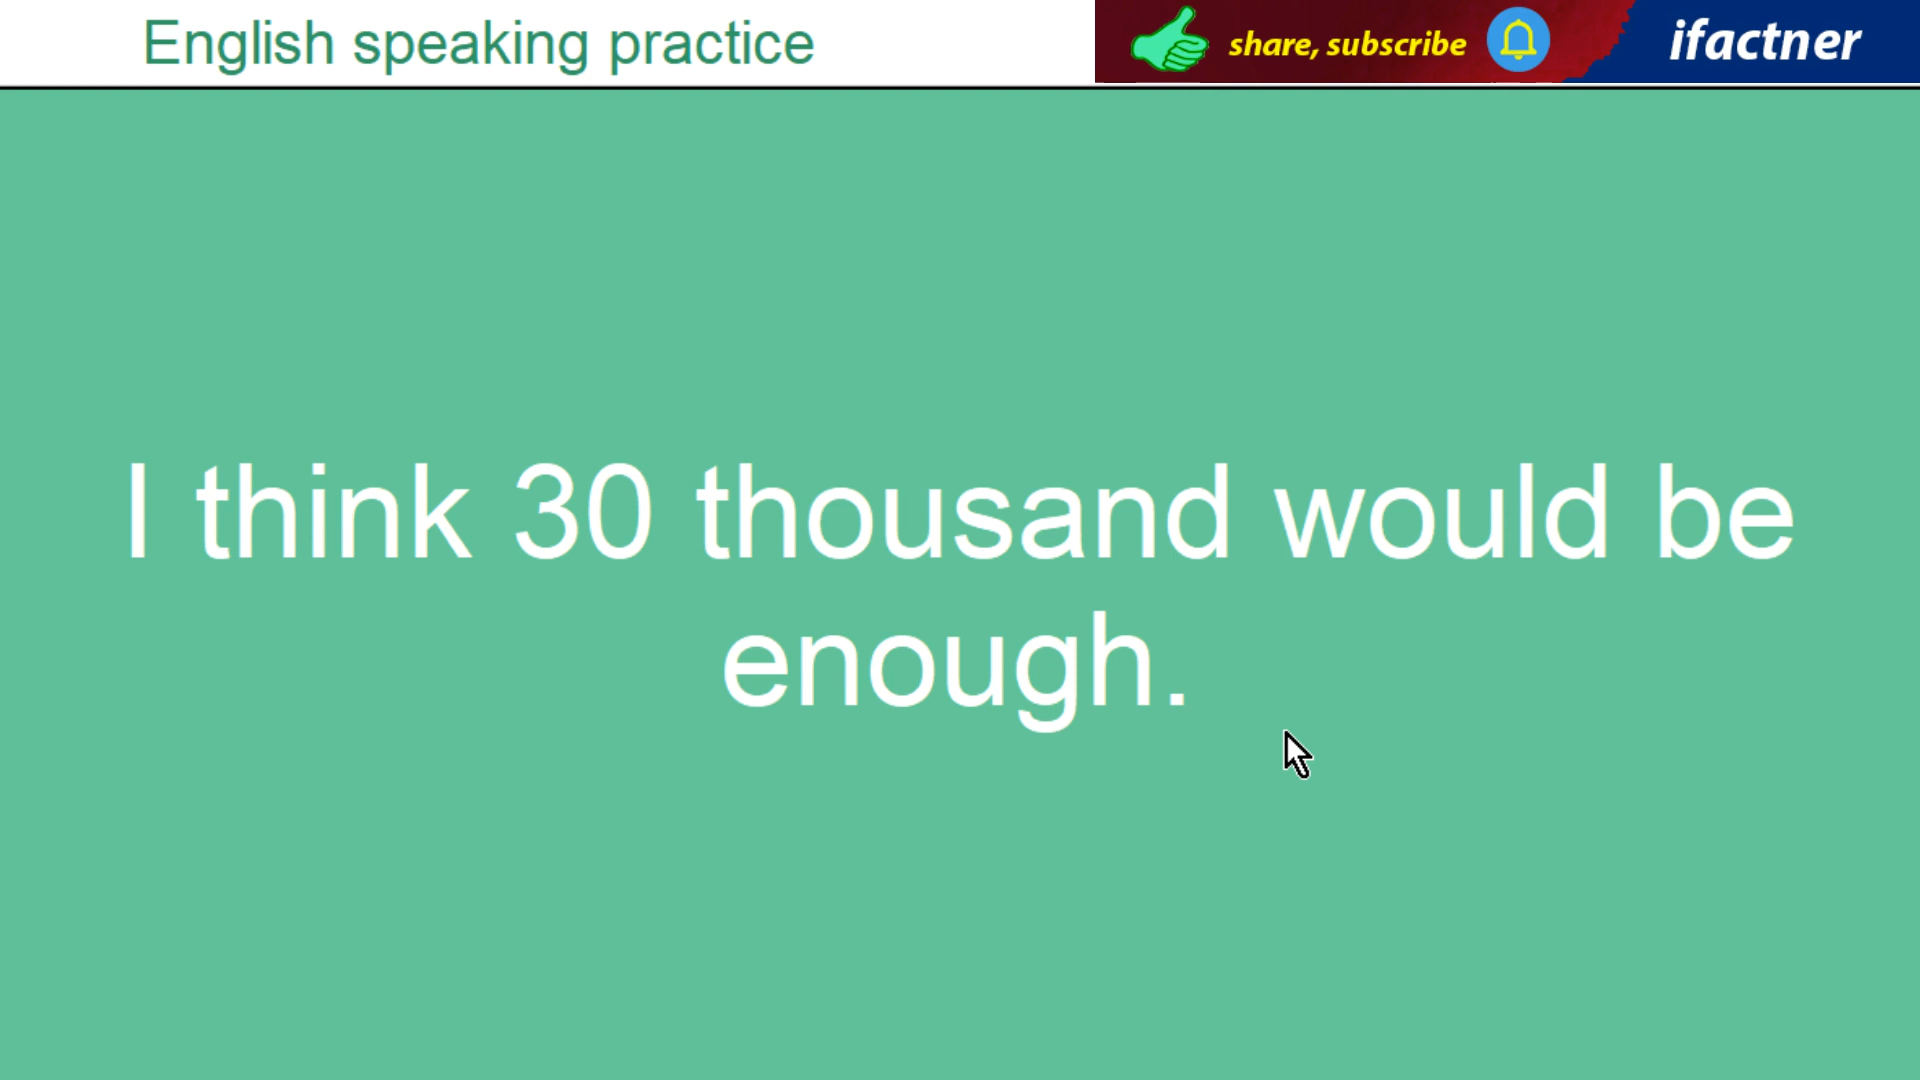 English speaking practice
share, subscribe
ifactner
I think 30 thousand would be
enough.